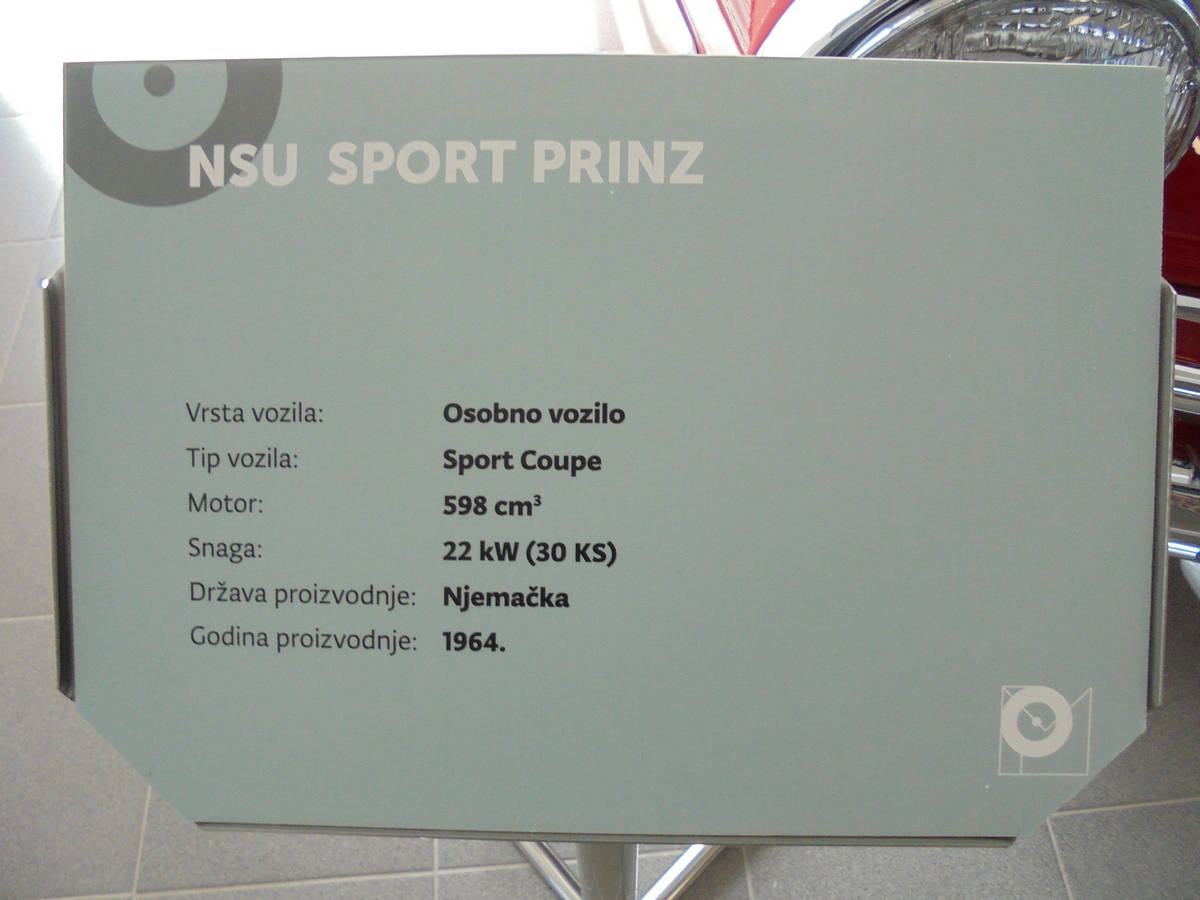 NSU SPORT PRINZ
Vrsta vozila: Osobno vozilo
Tip vozila: Sport Coupe
Motor: 598 cm³
Snaga: 22 kW (30 KS)
Država proizvodnje: Njemačka
Godina proizvodnje: 1964.